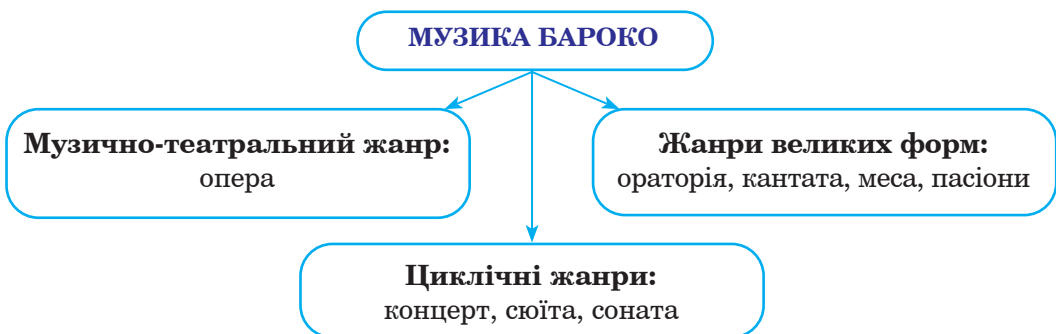 МУЗИКА БАРОКО
Музично-театральний жанр:
опера
Жанри великих форм:
ораторія, кантата, меса, пасіони
Циклічні жанри:
концерт, сюїта, соната